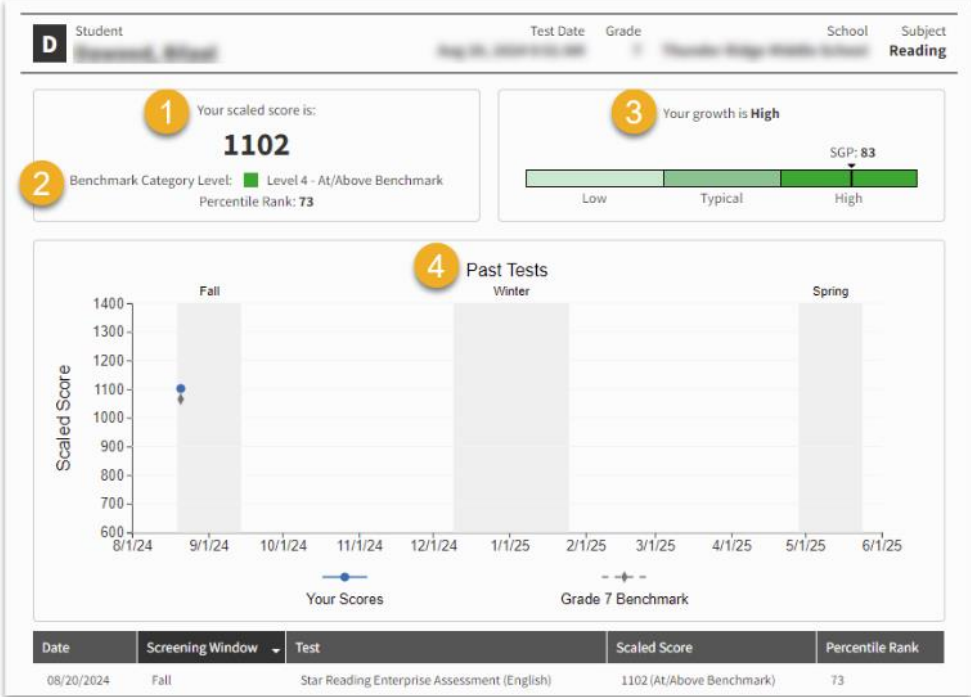 D Student Test Date Grade School Subject
Reading
1 Your scaled score is:
1102
2 Benchmark Category Level: Level 4 - At/Above Benchmark
Percentile Rank: 73
3 Your growth is High
SGP: 83
Low Typical High
4 Past Tests
Fall Winter Spring
1400
1300
1200
1100
1000
900
800
700
600
Scaled Score
8/1/24 9/1/24 10/1/24 11/1/24 12/1/24 1/1/25 2/1/25 3/1/25 4/1/25 5/1/25 6/1/25
Your Scores Grade 7 Benchmark
Date Screening Window Test Scaled Score Percentile Rank
08/20/2024 Fall Star Reading Enterprise Assessment (English) 1102 (At/Above Benchmark) 73